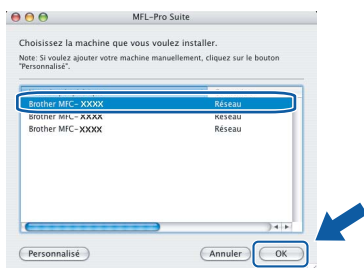 MFL-Pro Suite
Choisissez la machine que vous voulez installer.
Note: Si voulez ajouter votre machine manuellement, cliquez sur le bouton
"Personnalisé".
Brother MFC- XXXX Réseau
Brother MFC- XXXX Réseau
Brother MFC- XXXX Réseau
Personnalisé Annuler OK